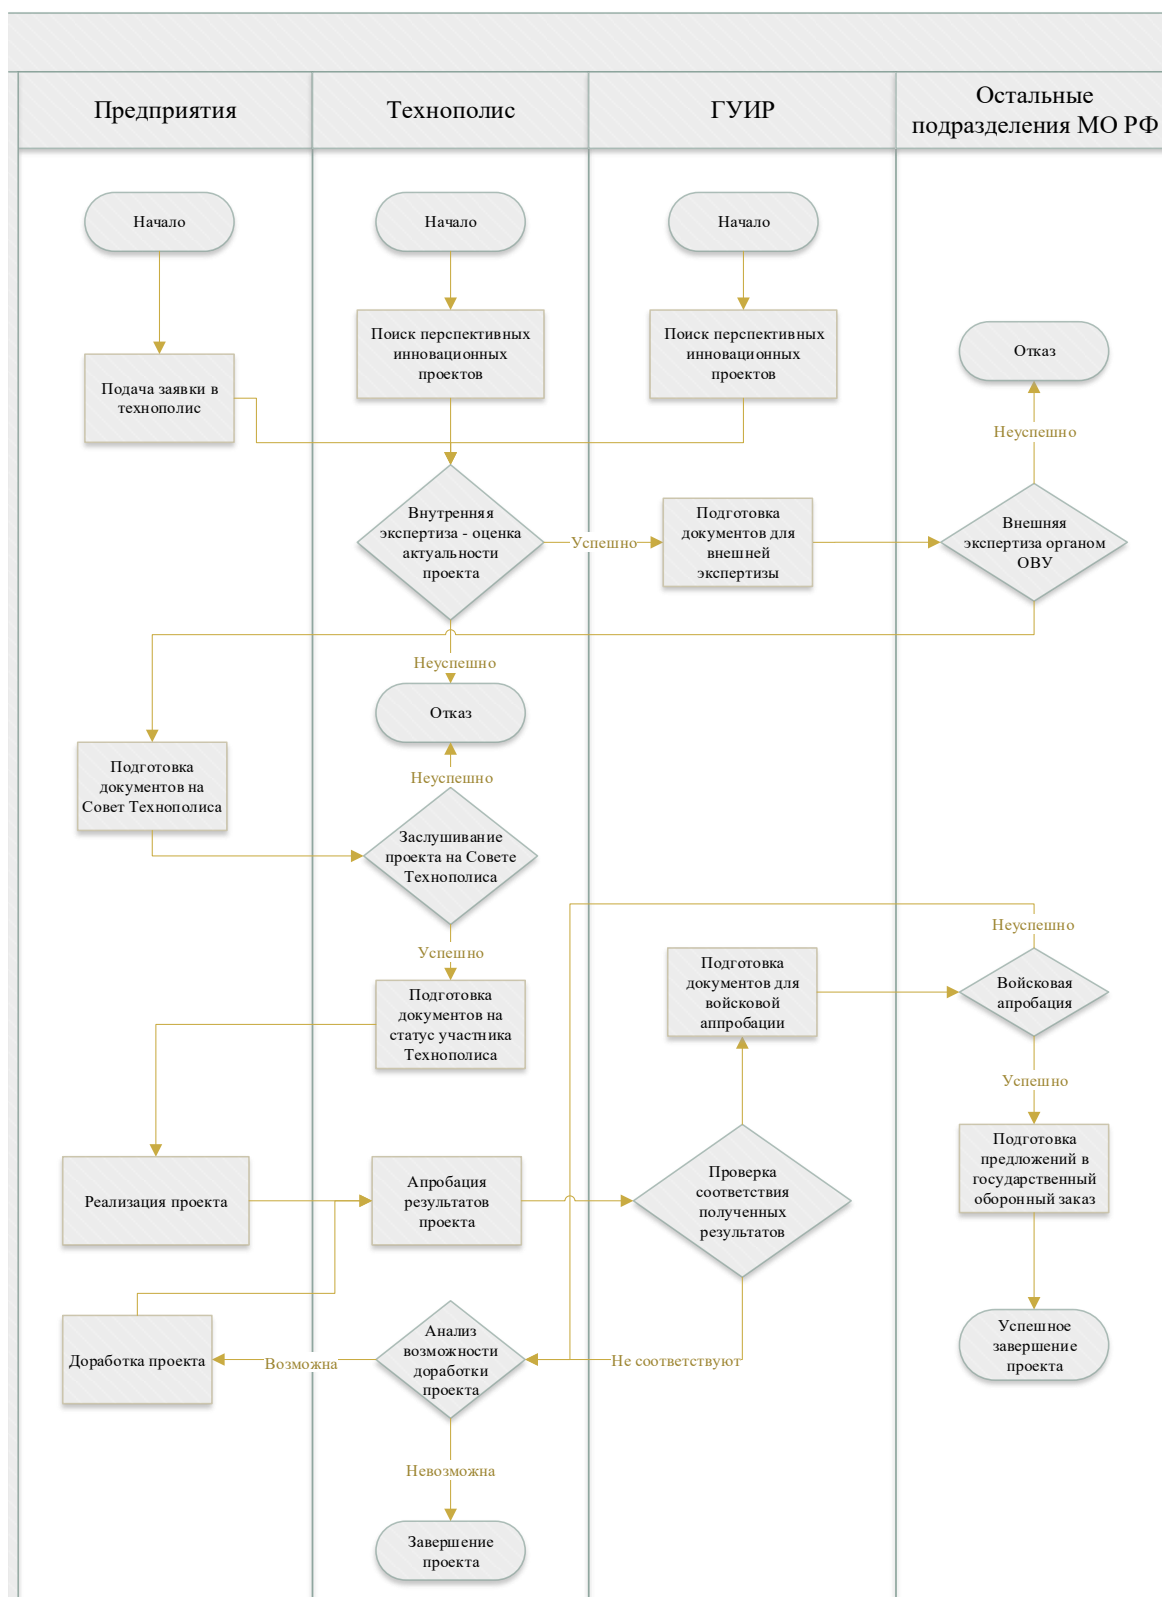 Предприятия
Технополис
ГУИР
Остальные
подразделения МО РФ
Начало
Начало
Начало
Поиск перспективных
инновационных
проектов
Поиск перспективных
инновационных
проектов
Отказ
Подача заявки в
технополис
Неуспешно
Внутренняя
экспертиза - оценка
актуальности
проекта
Успешно
Подготовка
документов для
внешней
экспертизы
Внешняя
экспертиза органом
ОВУ
Неуспешно
Отказ
Подготовка
документов на
Совет Технополиса
Неуспешно
Заслушивание
проекта на Совете
Технополиса
Неуспешно
Успешно
Подготовка
документов на
статус участника
Технополиса
Подготовка
документов для
войсковой
аппробации
Войсковая
апробация
Успешно
Подготовка
предложений в
государственный
оборонный заказ
Реализация проекта
Апробация
результатов
проекта
Проверка
соответствия
полученных
результатов
Успешное
завершение
проекта
Доработка проекта
Возможна
Анализ
возможности
доработки
проекта
Не соответствуют
Невозможна
Завершение
проекта